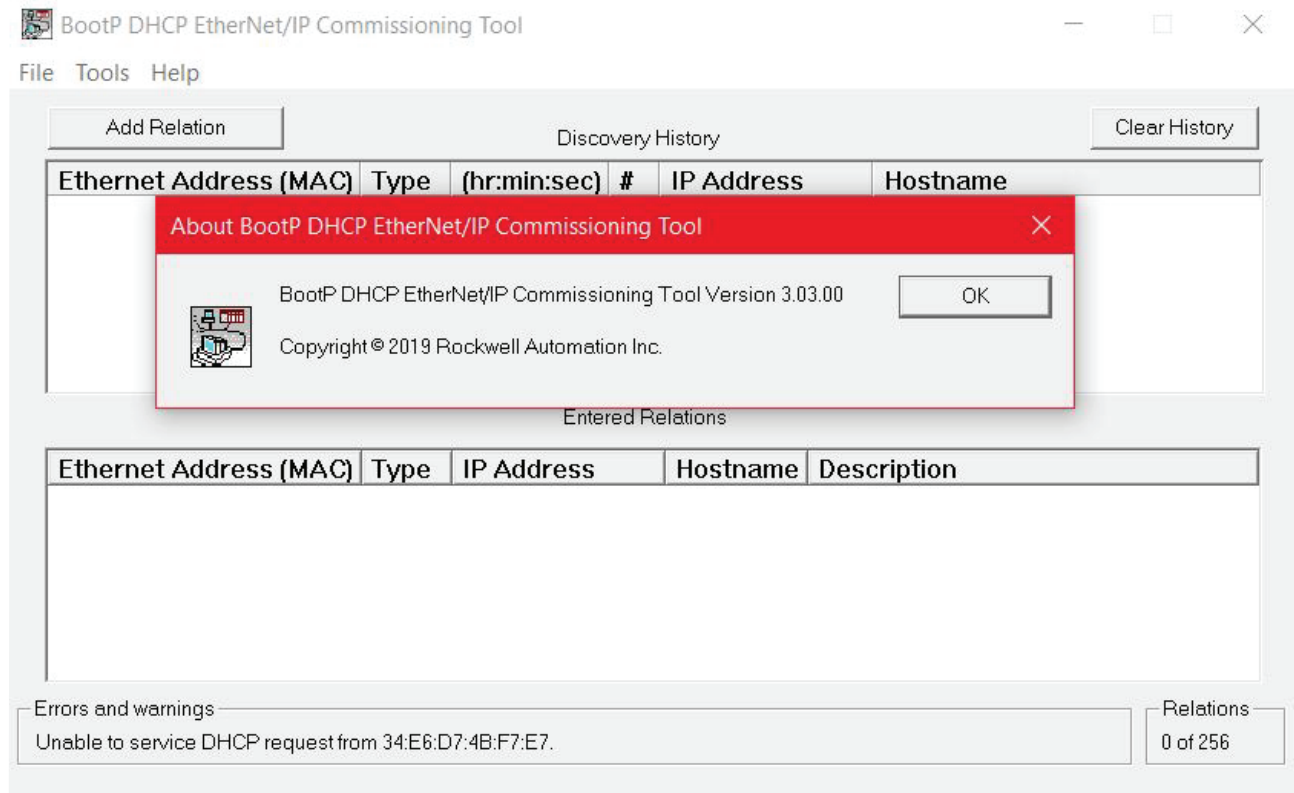 BootP DHCP EtherNet/IP Commissioning Tool
File Tools Help
Add Relation
Discovery History
Clear History
Ethernet Address (MAC) Type (hr:min:sec) # IP Address Hostname
About BootP DHCP EtherNet/IP Commissioning Tool
BootP DHCP EtherNet/IP Commissioning Tool Version 3.03.00
OK
Copyright © 2019 Rockwell Automation Inc.
Entered Relations
Ethernet Address (MAC) Type IP Address Hostname Description
Errors and warnings
Unable to service DHCP request from 34:E6:D7:4B:F7:E7.
Relations
0 of 256